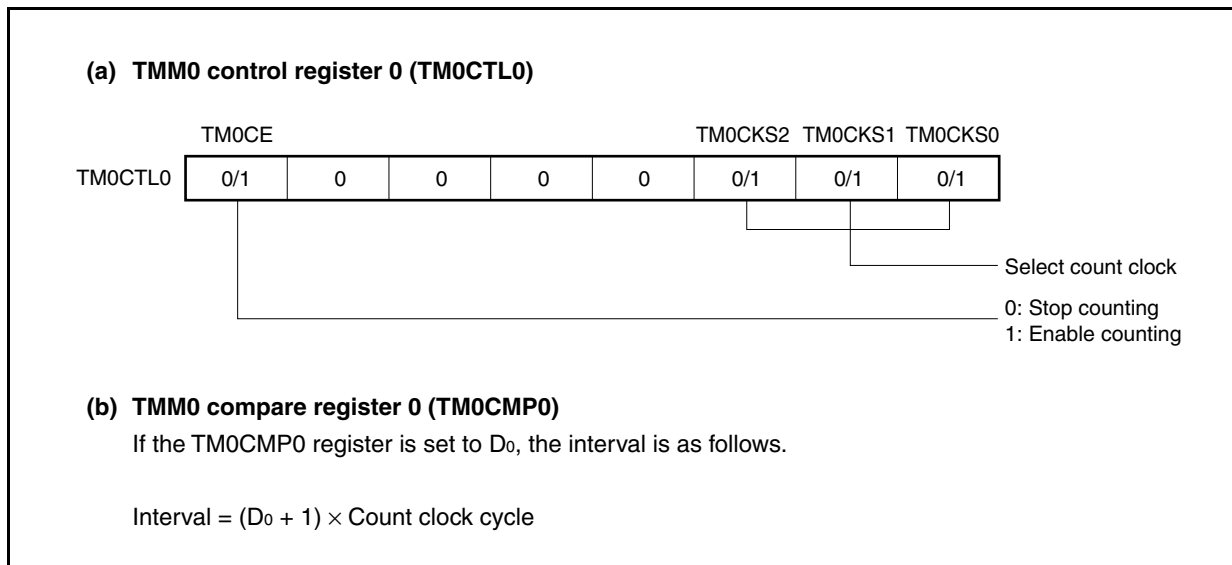 (a) TMM0 control register 0 (TM0CTL0)
TM0CE TM0CKS2 TM0CKS1 TM0CKS0
TM0CTL0 0/1 0 0 0 0 0/1 0/1 0/1
Select count clock
0: Stop counting
1: Enable counting
(b) TMM0 compare register 0 (TM0CMP0)
If the TM0CMP0 register is set to D₀, the interval is as follows.
Interval = (D₀ + 1) × Count clock cycle